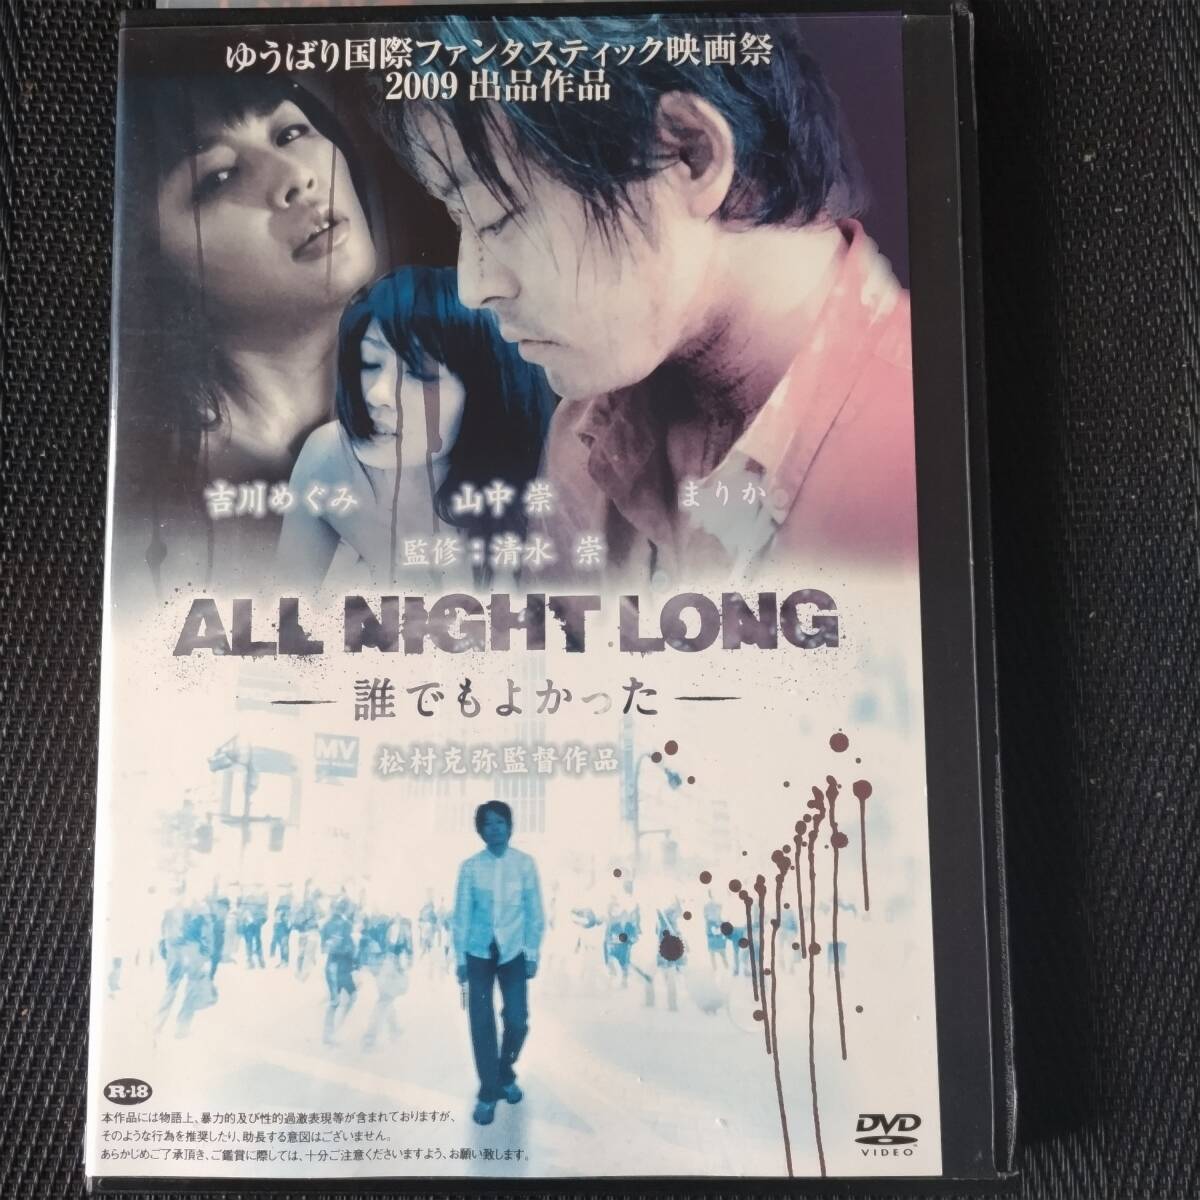 ゆうばり国際ファンタスティック映画祭
2009 出品作品
吉川めぐみ 山中 崇 まりか
監修：清水 崇
ALL NIGHT LONG
誰でもよかった
MV
松村克弥監督作品
R-18
本作品には物語上、暴力的及び性的過激表現等が含まれておりますが、
そのような行為を推奨したり、助長する意図はございません。
あらかじめご了承頂き、ご鑑賞に際しては、十分ご注意くださいますよう、お願い致します。
DVD
VIDEO